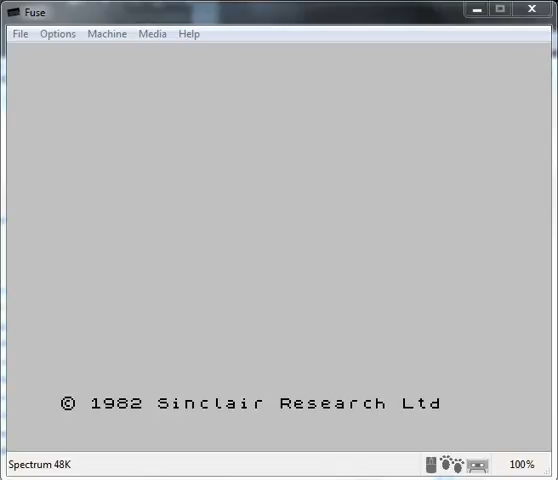 Fuse
File Options Machine Media Help
© 1982 Sinclair Research Ltd
Spectrum 48K 100%